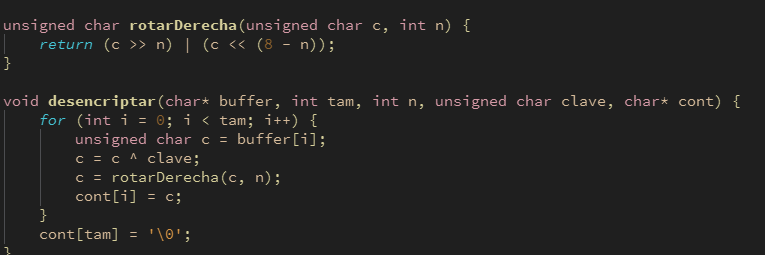 unsigned char rotarDerecha(unsigned char c, int n) {
    return (c >> n) | (c << (8 - n));
}

void desencriptar(char* buffer, int tam, int n, unsigned char clave, char* cont) {
    for (int i = 0; i < tam; i++) {
        unsigned char c = buffer[i];
        c = c ^ clave;
        c = rotarDerecha(c, n);
        cont[i] = c;
    }
    cont[tam] = '\0';
}